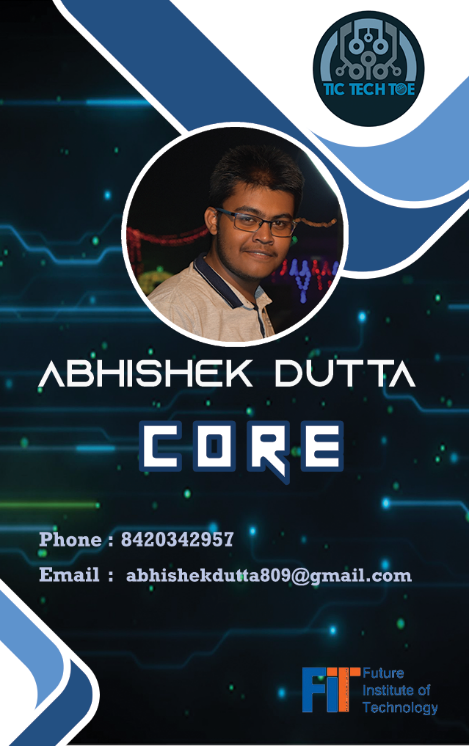 TIC TECH TOE
ABHISHEK DUTTA
CORE
Phone : 8420342957
Email : abhishekdutta809@gmail.com
FIT
Future
Institute of
Technology